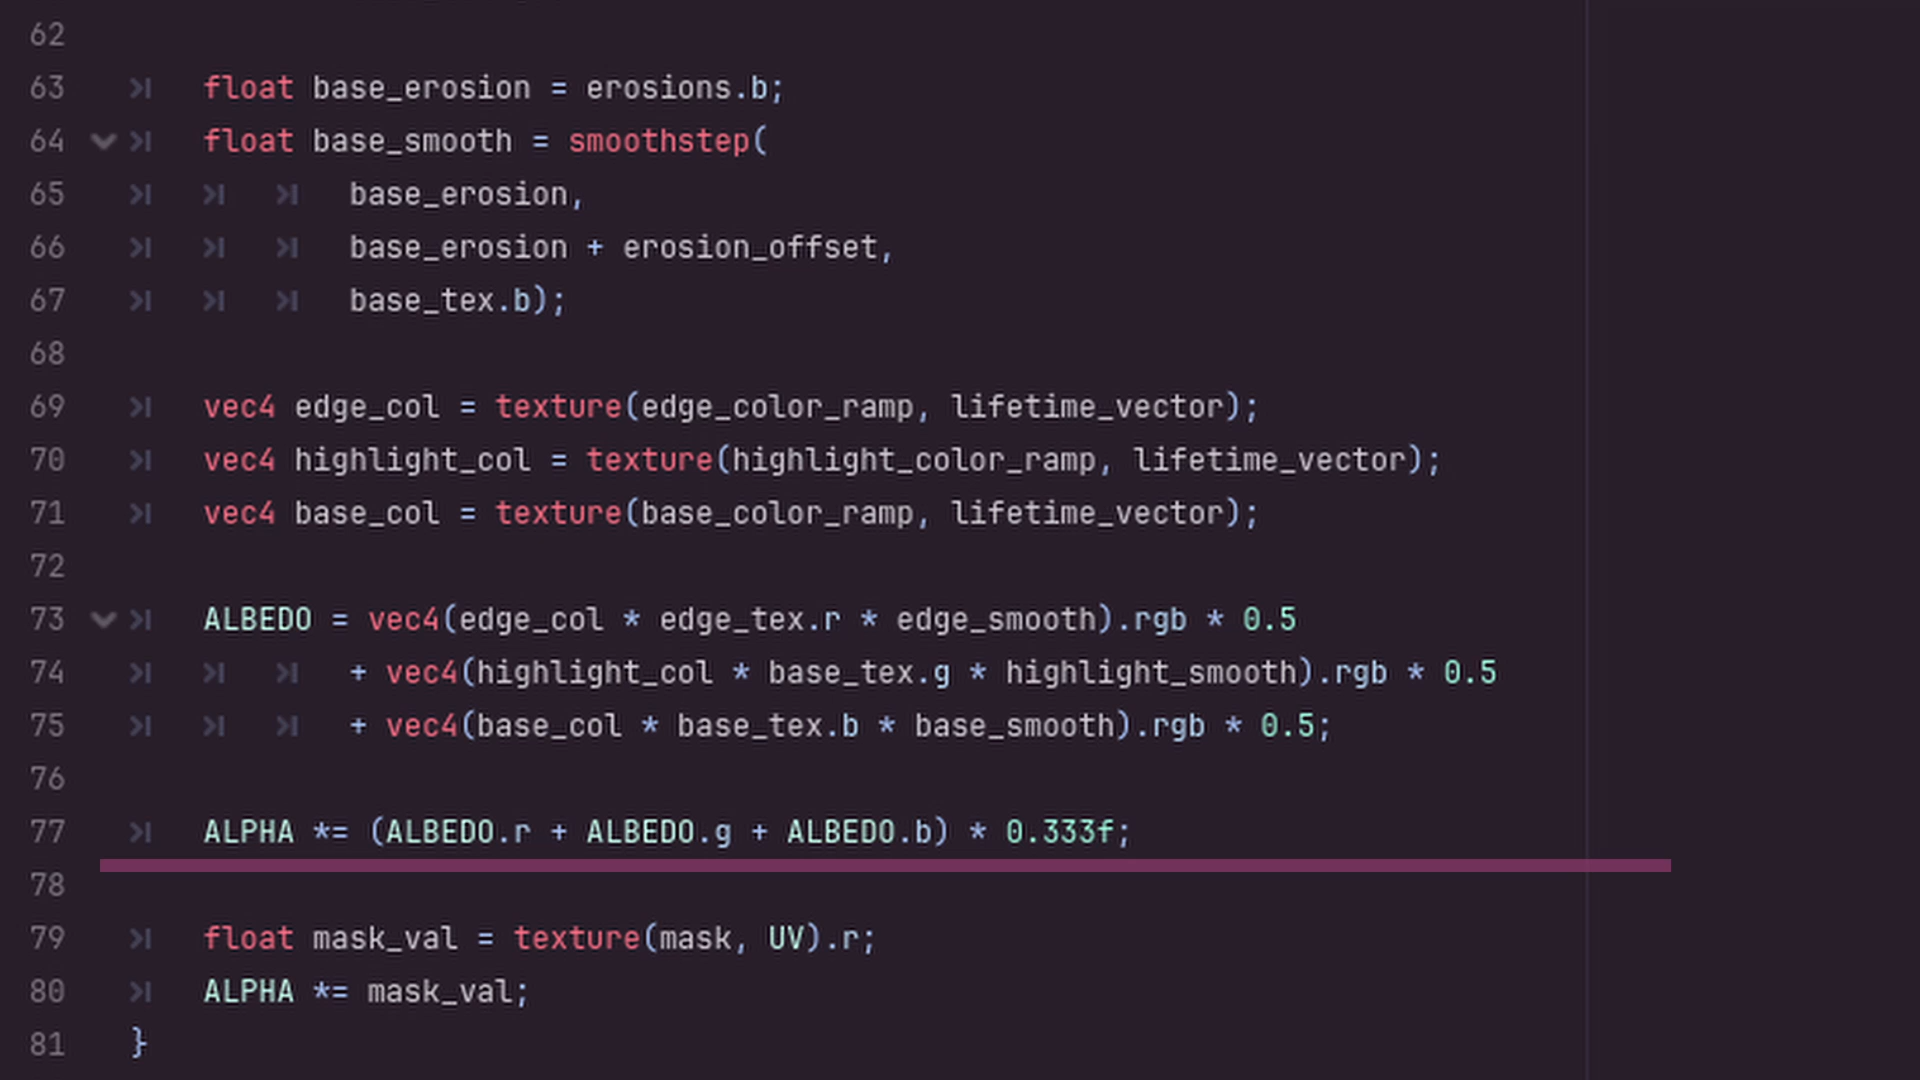 62
63 float base_erosion = erosions.b;
64 float base_smooth = smoothstep(
65 base_erosion,
66 base_erosion + erosion_offset,
67 base_tex.b);
68
69 vec4 edge_col = texture(edge_color_ramp, lifetime_vector);
70 vec4 highlight_col = texture(highlight_color_ramp, lifetime_vector);
71 vec4 base_col = texture(base_color_ramp, lifetime_vector);
72
73 ALBEDO = vec4(edge_col * edge_tex.r * edge_smooth).rgb * 0.5
74 + vec4(highlight_col * base_tex.g * highlight_smooth).rgb * 0.5
75 + vec4(base_col * base_tex.b * base_smooth).rgb * 0.5;
76
77 ALPHA *= (ALBEDO.r + ALBEDO.g + ALBEDO.b) * 0.333f;
78
79 float mask_val = texture(mask, UV).r;
80 ALPHA *= mask_val;
81 }